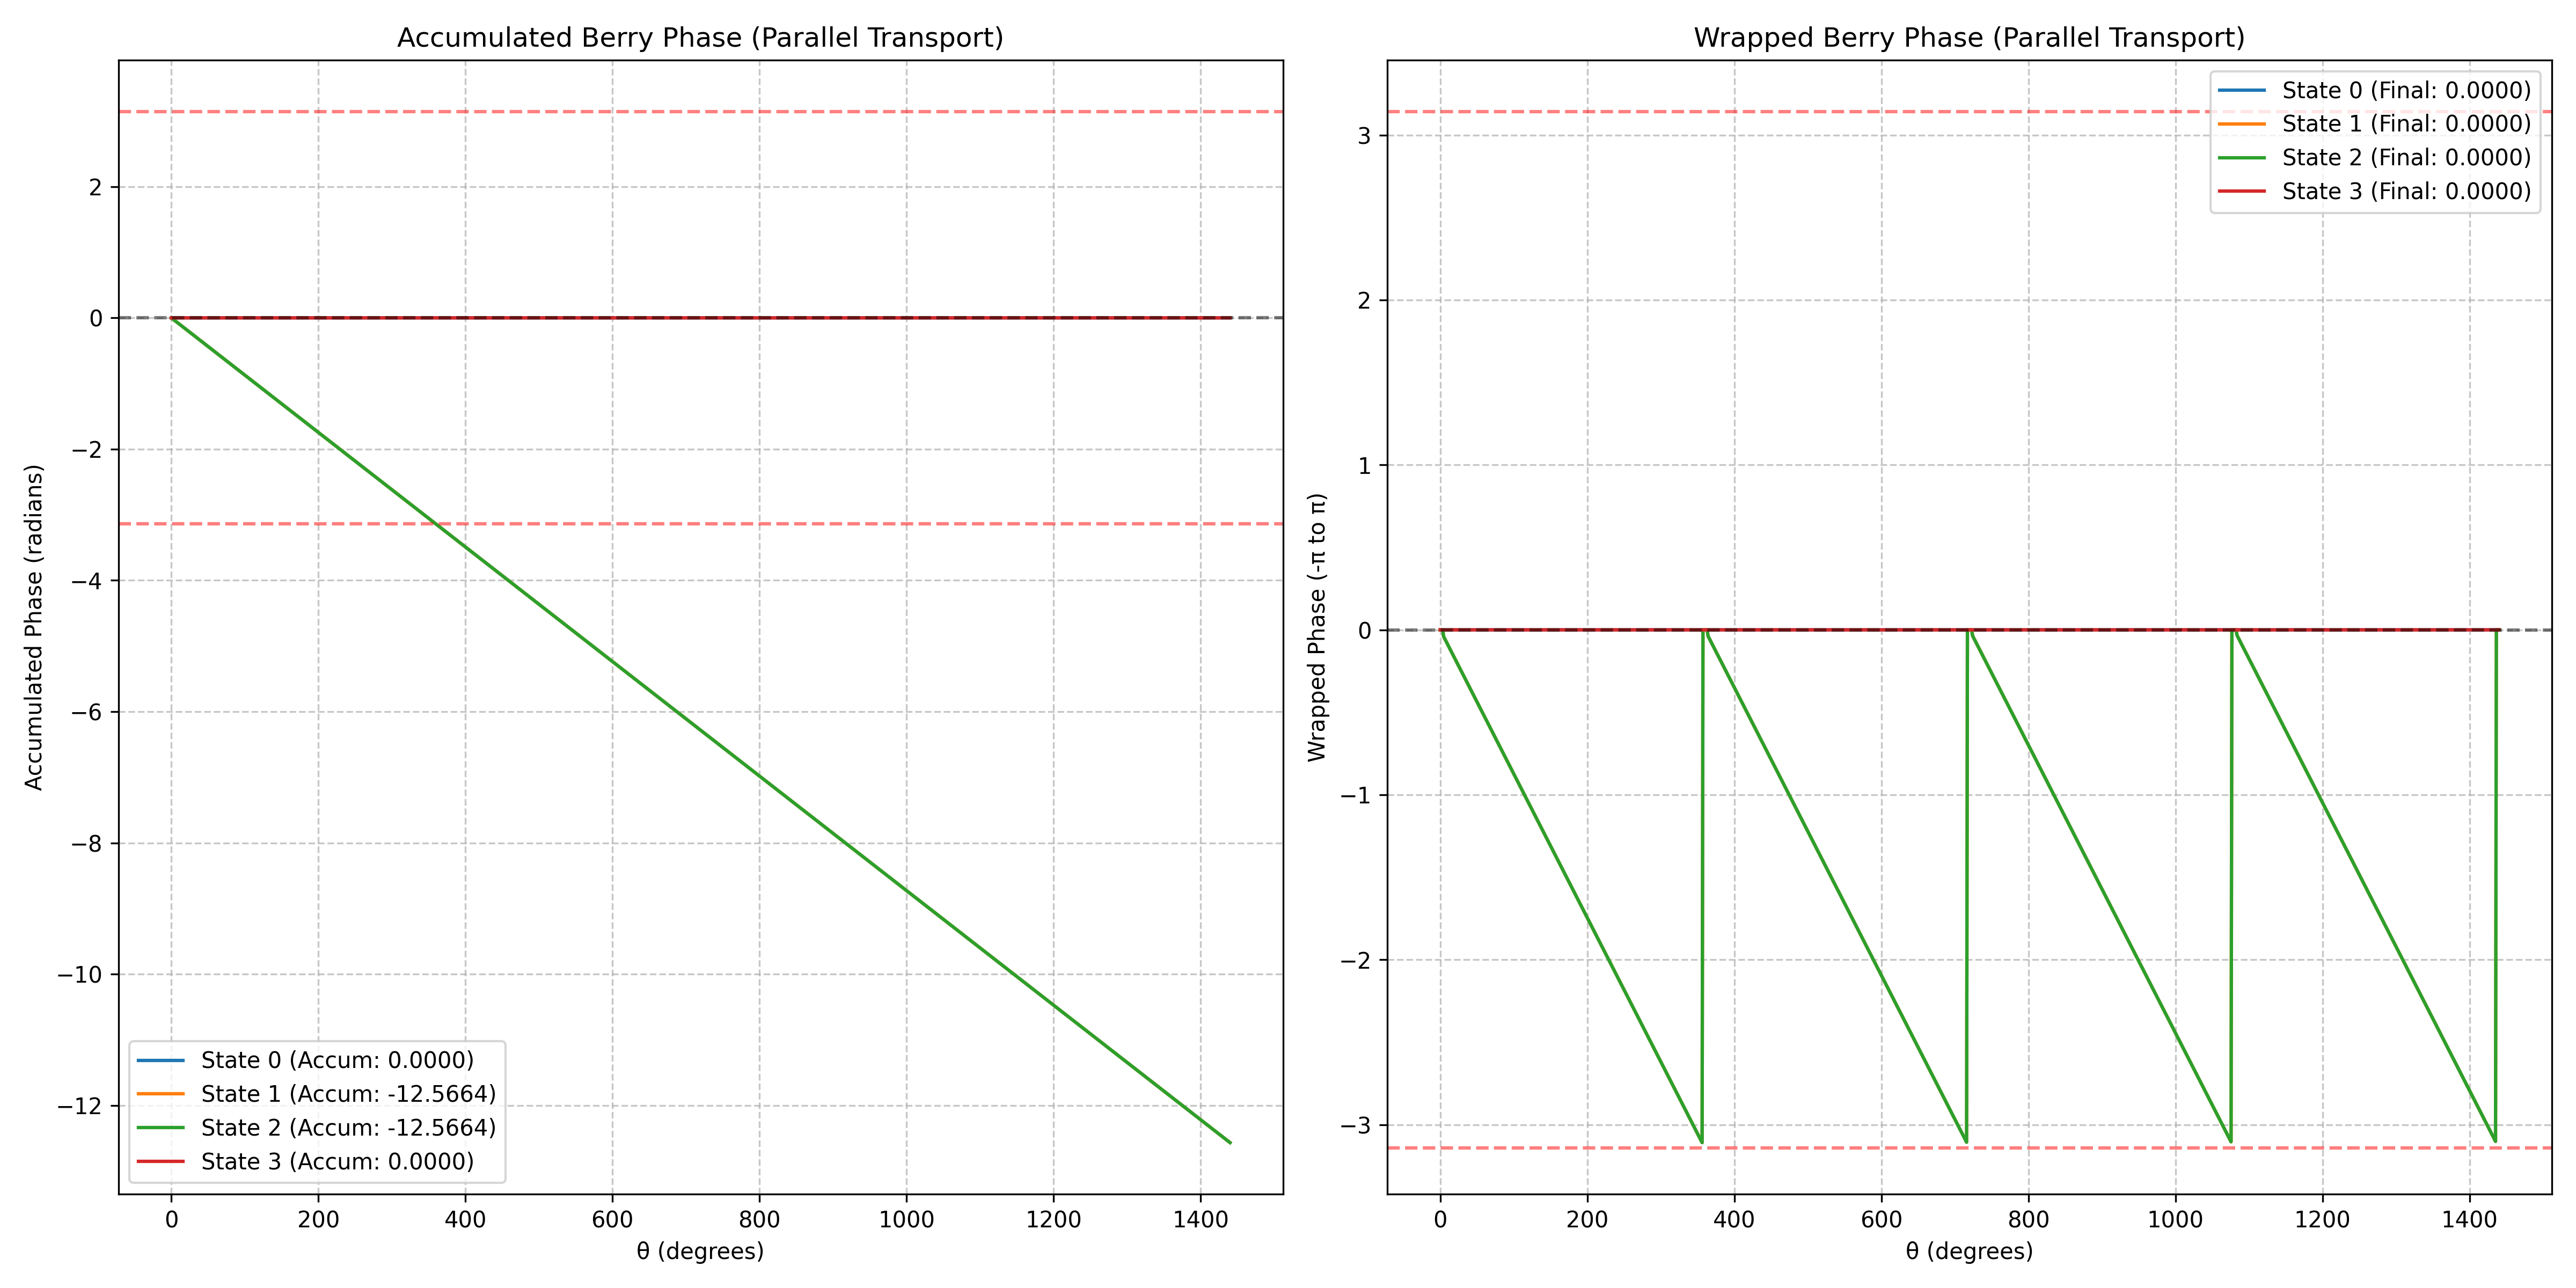 Accumulated Berry Phase (Parallel Transport)
Accumulated Phase (radians)
2
0
−2
−4
−6
−8
−10
−12
State 0 (Accum: 0.0000)
State 1 (Accum: -12.5664)
State 2 (Accum: -12.5664)
State 3 (Accum: 0.0000)
0 200 400 600 800 1000 1200 1400
θ (degrees)
Wrapped Berry Phase (Parallel Transport)
Wrapped Phase (-π to π)
3
2
1
0
−1
−2
−3
State 0 (Final: 0.0000)
State 1 (Final: 0.0000)
State 2 (Final: 0.0000)
State 3 (Final: 0.0000)
0 200 400 600 800 1000 1200 1400
θ (degrees)